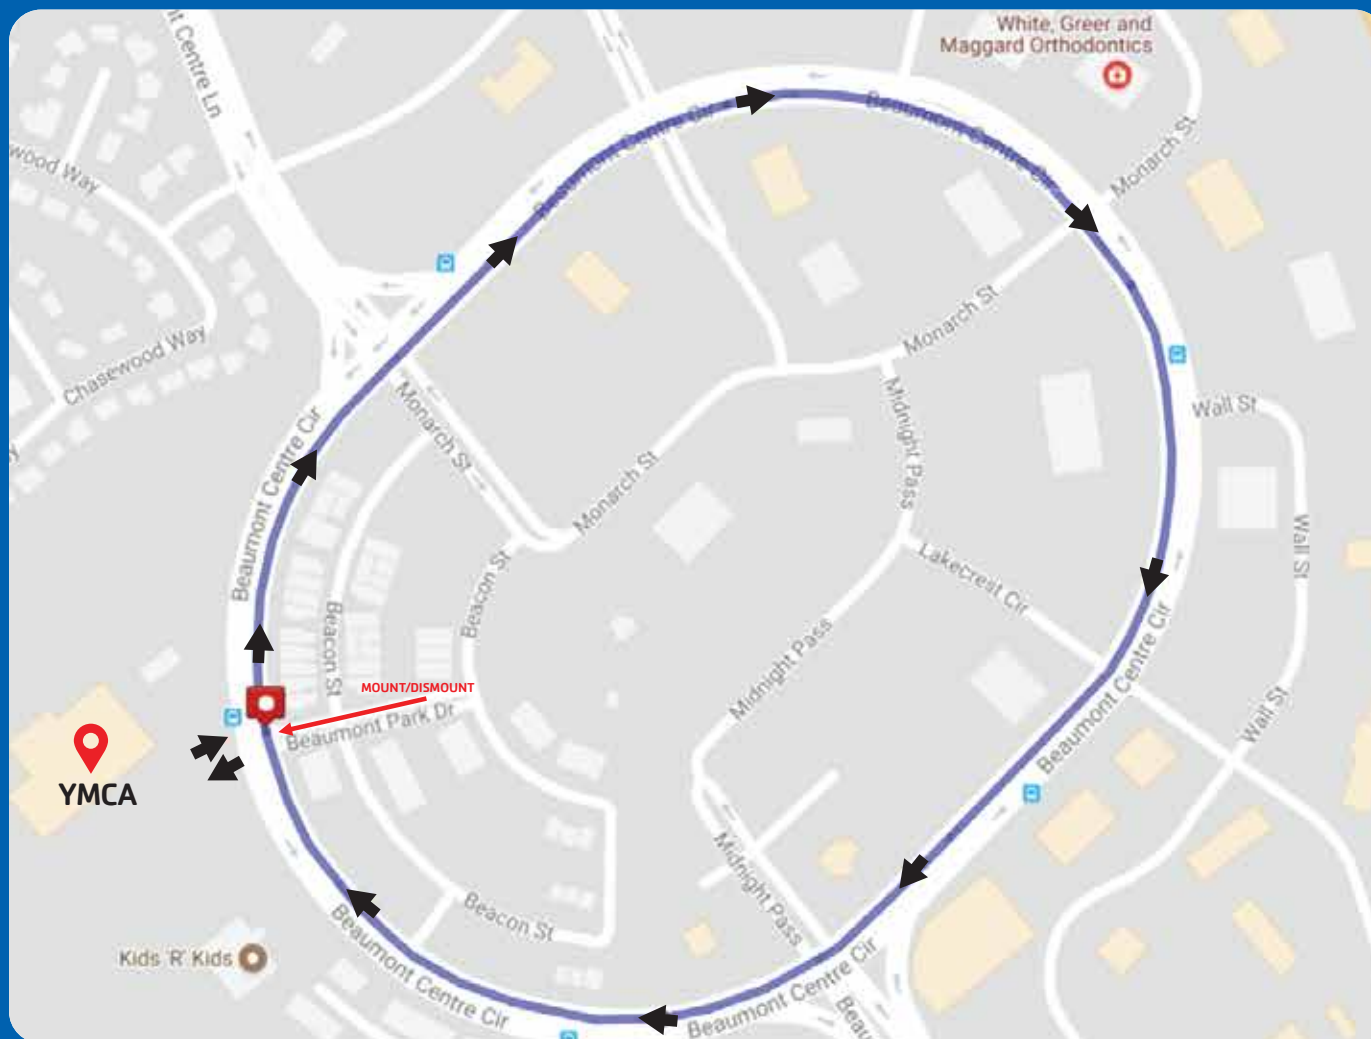 White, Greer and
Maggard Orthodontics
t Centre Ln
wood Way
Beaumont Centre Cir
Beaumont Centre Cir
Monarch St
Monarch St
Chasewood Way
Wall St
Monarch St
Midnight Pass
Beaumont Centre Cir
Monarch St
Lakecrest Cir
Wall St
Beacon St
Beacon St
Midnight Pass
Beaumont Centre Cir
MOUNT/DISMOUNT
Beaumont Park Dr
Wall St
YMCA
Midnight Pass
Beacon St
Kids 'R' Kids
Beaumont Centre Cir
Beaumont Centre Cir
Beau